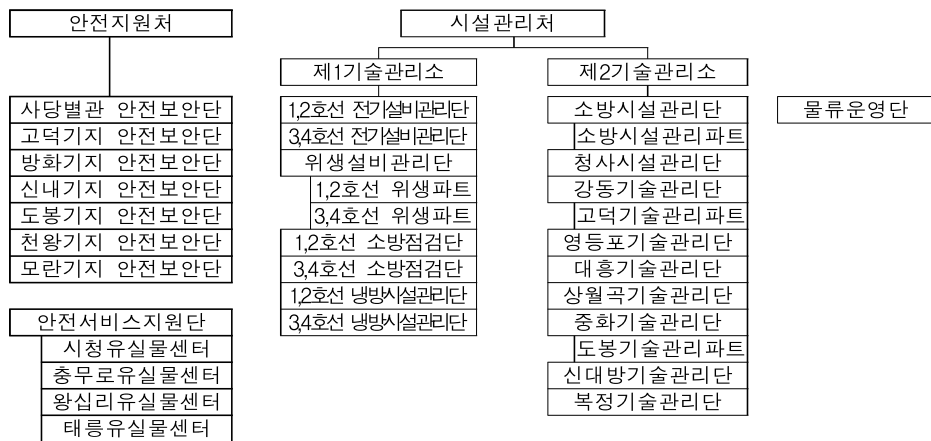 안전지원처
사당별관 안전보안단
고덕기지 안전보안단
방화기지 안전보안단
신내기지 안전보안단
도봉기지 안전보안단
천왕기지 안전보안단
모란기지 안전보안단
안전서비스지원단
시청유실물센터
충무로유실물센터
왕십리유실물센터
태릉유실물센터
시설관리처
제1기술관리소
1,2호선 전기설비관리단
3,4호선 전기설비관리단
위생설비관리단
1,2호선 위생파트
3,4호선 위생파트
1,2호선 소방점검단
3,4호선 소방점검단
1,2호선 냉방시설관리단
3,4호선 냉방시설관리단
제2기술관리소
소방시설관리단
소방시설관리파트
청사시설관리단
강동기술관리단
고덕기술관리파트
영등포기술관리단
대흥기술관리단
상월곡기술관리단
중화기술관리단
도봉기술관리파트
신대방기술관리단
복정기술관리단
물류운영단